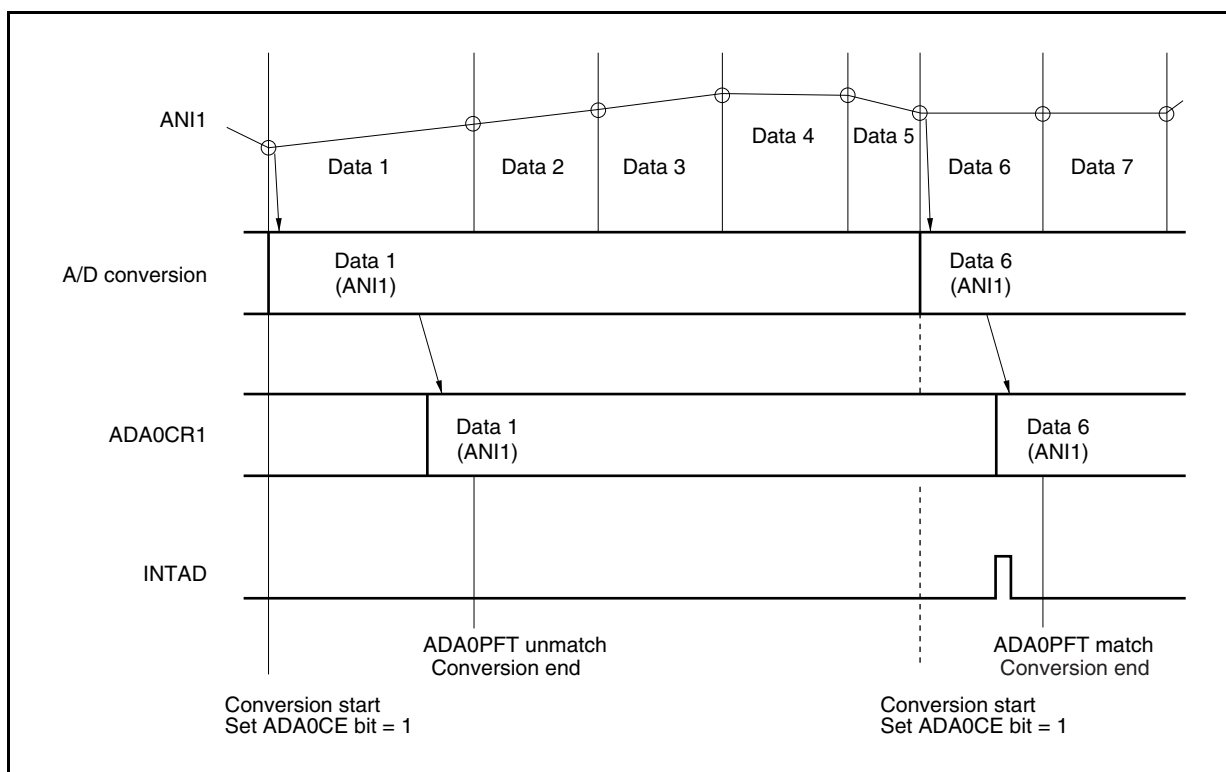 ANI1
Data 1
Data 2
Data 3
Data 4
Data 5
Data 6
Data 7
A/D conversion
Data 1
(ANI1)
Data 6
(ANI1)
ADA0CR1
Data 1
(ANI1)
Data 6
(ANI1)
INTAD
ADA0PFT unmatch
Conversion end
ADA0PFT match
Conversion end
Conversion start
Set ADA0CE bit = 1
Conversion start
Set ADA0CE bit = 1